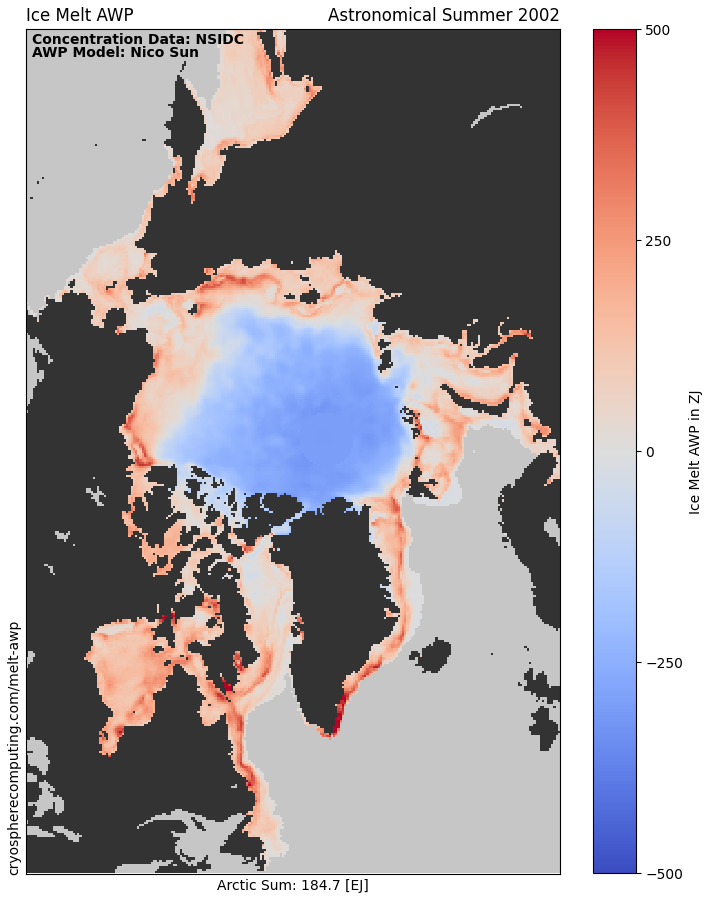 Ice Melt AWP
Astronomical Summer 2002
Concentration Data: NSIDC
AWP Model: Nico Sun
500
250
0
−250
−500
Ice Melt AWP in ZJ
cryospherecomputing.com/melt-awp
Arctic Sum: 184.7 [EJ]